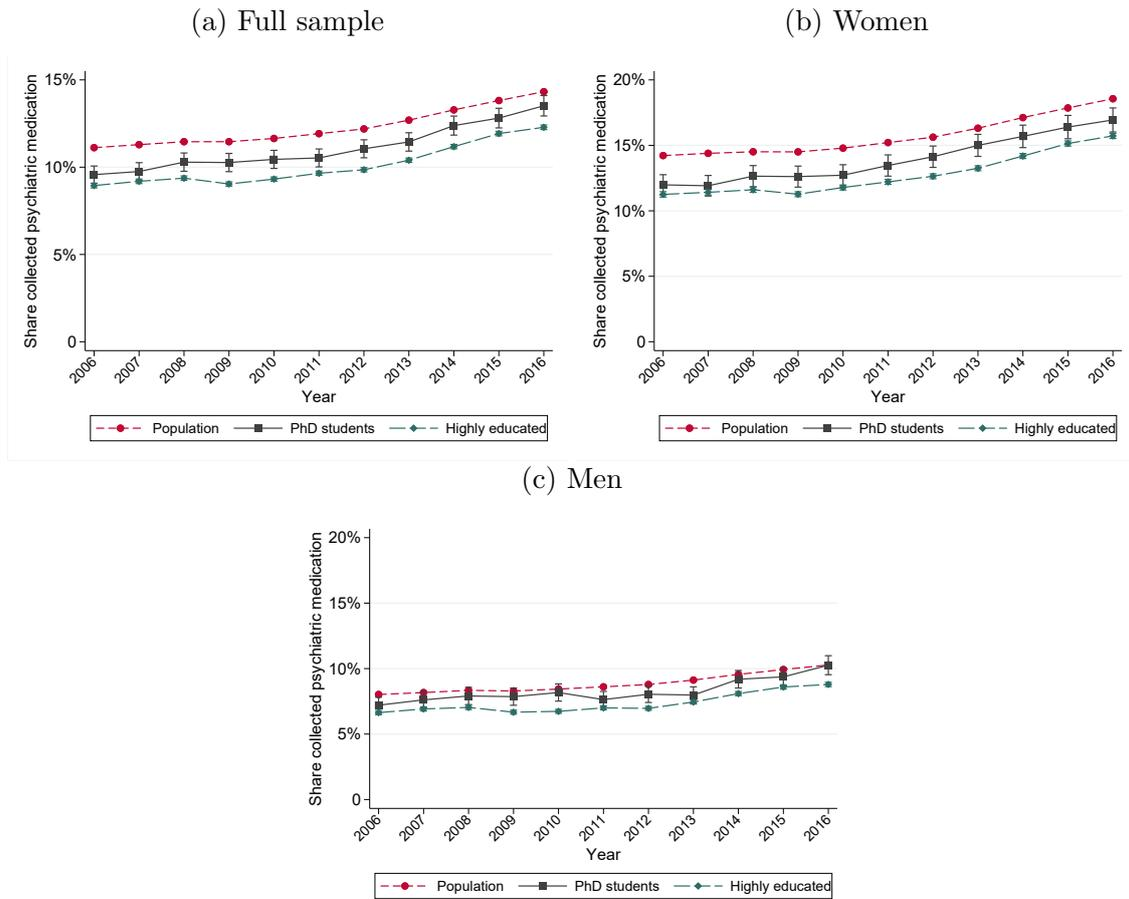 (a) Full sample
Share collected psychiatric medication
15%
10%
5%
0
2006 2007 2008 2009 2010 2011 2012 2013 2014 2015 2016
Year
Population PhD students Highly educated
(b) Women
Share collected psychiatric medication
20%
15%
10%
5%
0
2006 2007 2008 2009 2010 2011 2012 2013 2014 2015 2016
Year
Population PhD students Highly educated
(c) Men
Share collected psychiatric medication
20%
15%
10%
5%
0
2006 2007 2008 2009 2010 2011 2012 2013 2014 2015 2016
Year
Population PhD students Highly educated